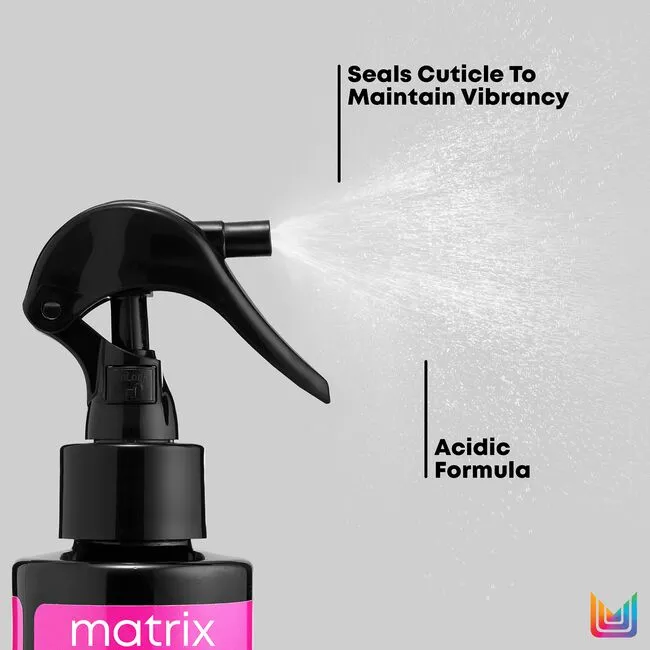 Seals Cuticle To
Maintain Vibrancy
Acidic
Formula
matrix